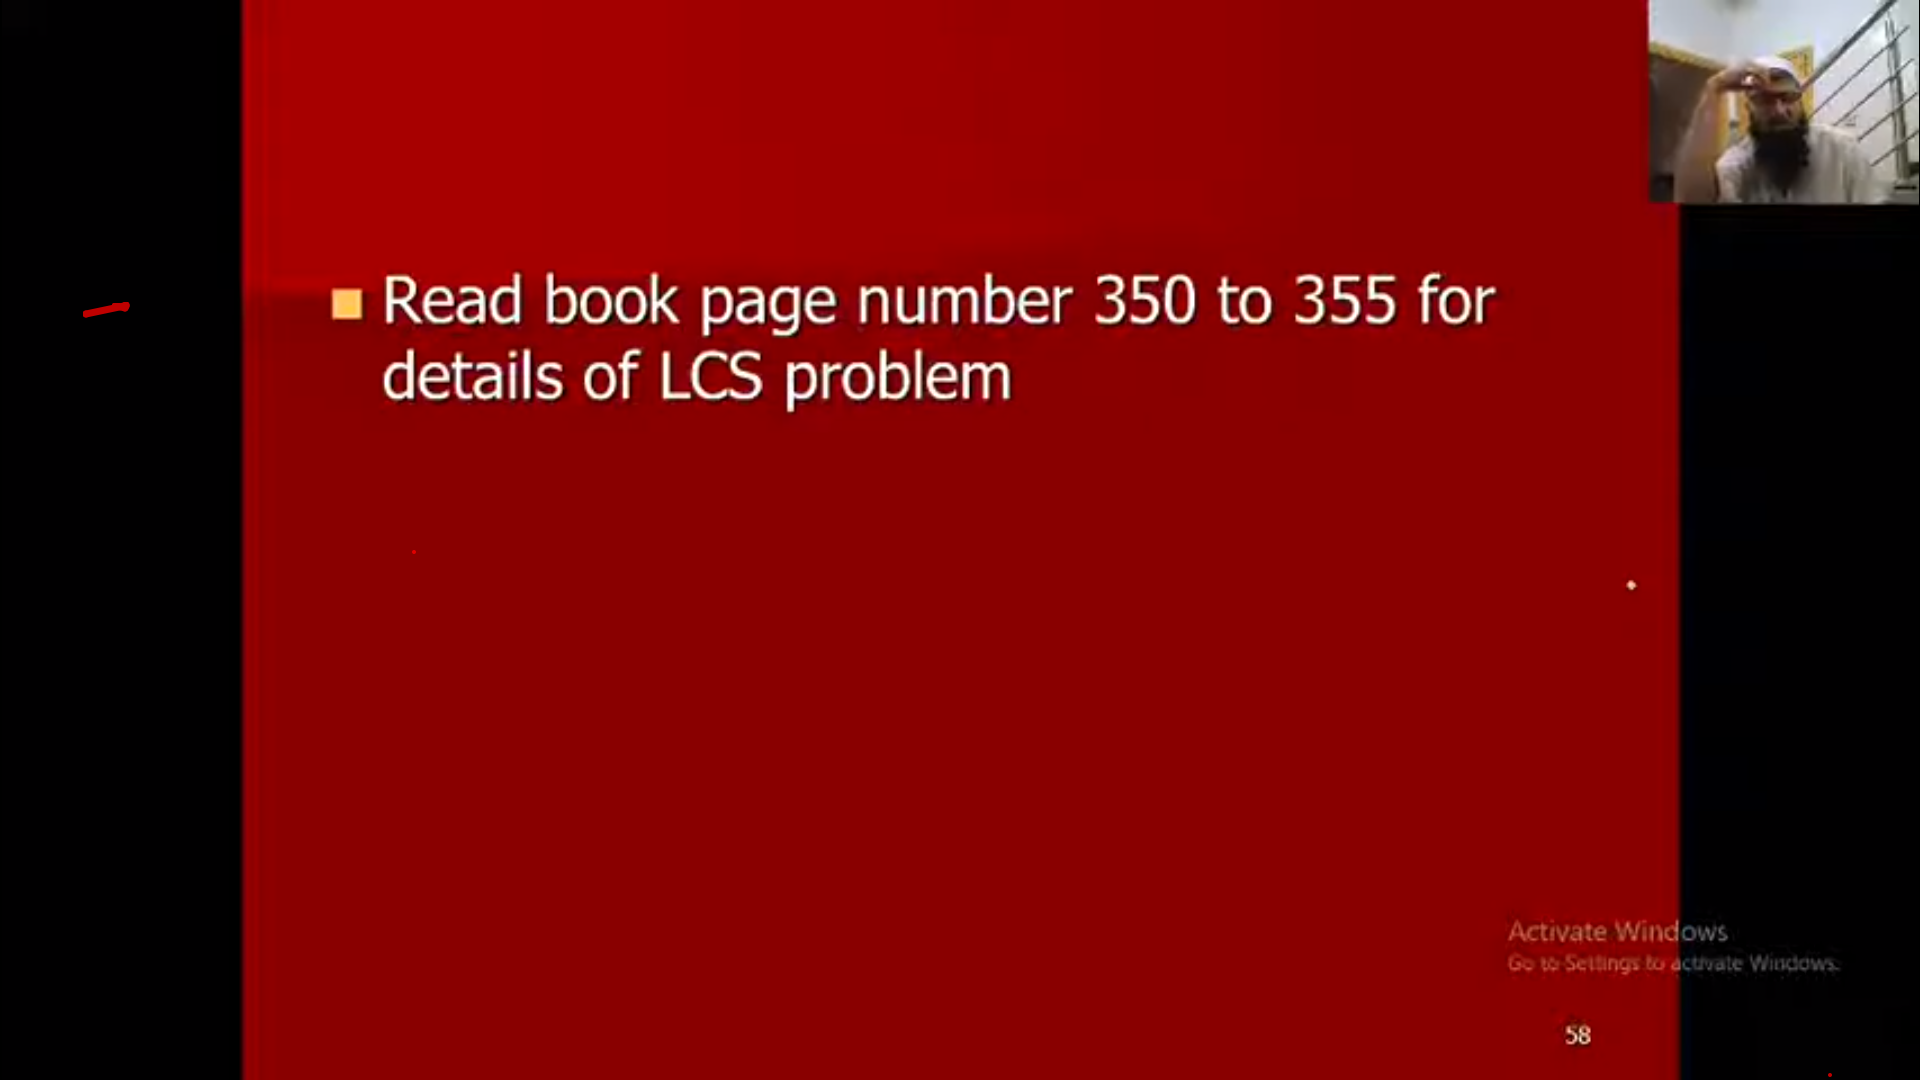 Read book page number 350 to 355 for
details of LCS problem
Activate Windows
Go to Settings to activate Windows.
58